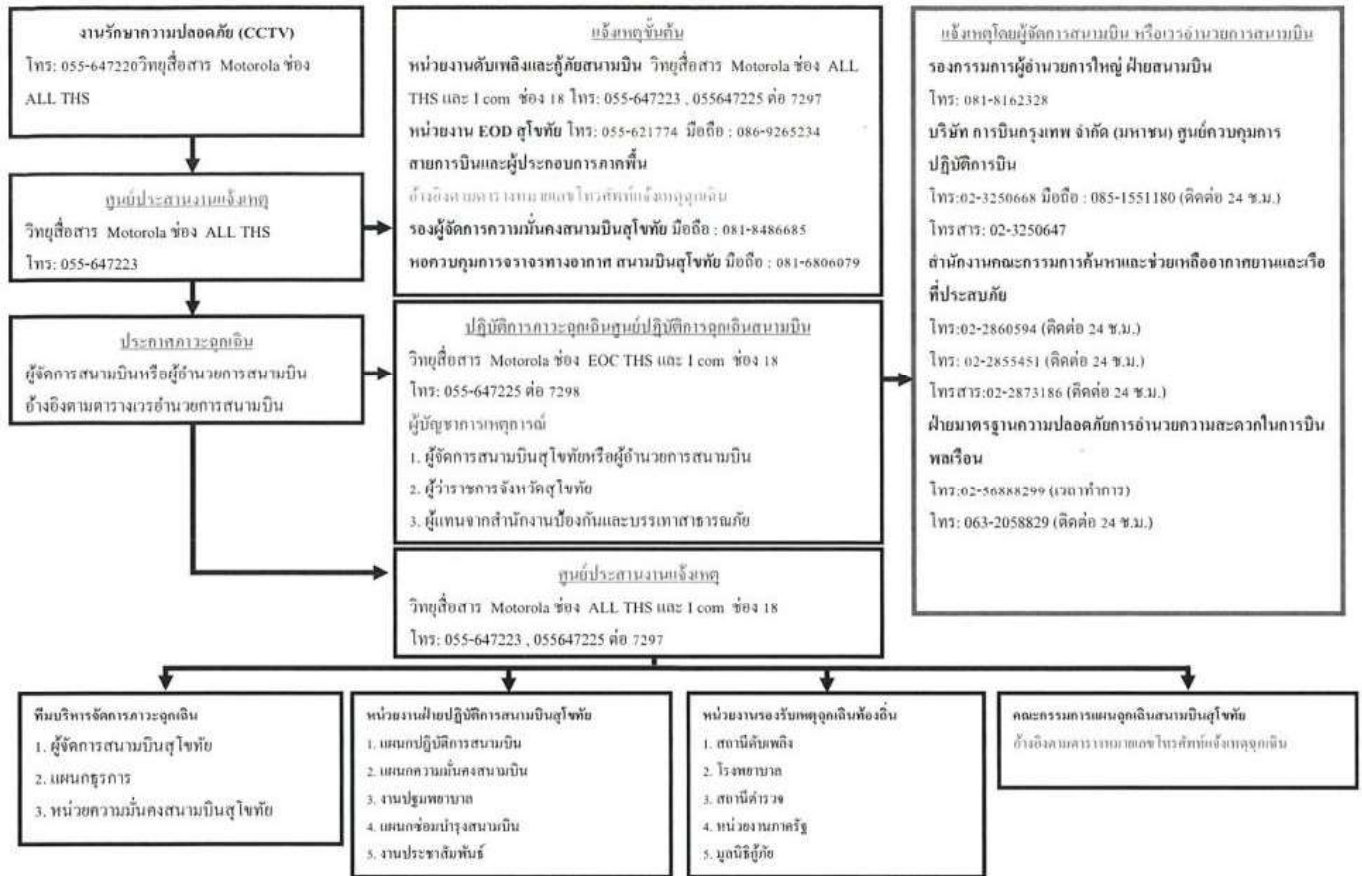 งานรักษาความปลอดภัย (CCTV)
โทร: 055-647220วิทยุสื่อสาร Motorola ช่อง
ALL THS
ศูนย์ประสานงานแจ้งเหตุ
วิทยุสื่อสาร Motorola ช่อง ALL THS
โทร: 055-647223
ประกาศภาวะฉุกเฉิน
ผู้จัดการสนามบินหรือผู้อำนวยการสนามบิน
อ้างอิงตามตารางเวรอำนวยการสนามบิน
แจ้งเหตุขั้นต้น
หน่วยงานดับเพลิงและกู้ภัยสนามบิน วิทยุสื่อสาร Motorola ช่อง ALL
THS และ I com ช่อง 18 โทร: 055-647223 , 055647225 ต่อ 7297
หน่วยงาน EOD สุโขทัย โทร: 055-621774 มือถือ : 086-9265234
สายการบินและผู้ประกอบการภาคพื้น
อ้างอิงตามตารางหมายเลขโทรศัพท์แจ้งเหตุฉุกเฉิน
รองผู้จัดการความมั่นคงสนามบินสุโขทัย มือถือ : 081-8486685
หอควบคุมการจราจรทางอากาศ สนามบินสุโขทัย มือถือ : 081-6806079
ปฏิบัติการภาวะฉุกเฉินศูนย์ปฏิบัติการฉุกเฉินสนามบิน
วิทยุสื่อสาร Motorola ช่อง EOC THS และ I com ช่อง 18
โทร: 055-647225 ต่อ 7298
ผู้บัญชาการเหตุการณ์
1. ผู้จัดการสนามบินสุโขทัยหรือผู้อำนวยการสนามบิน
2. ผู้ว่าราชการจังหวัดสุโขทัย
3. ผู้แทนจากสำนักงานป้องกันและบรรเทาสาธารณภัย
ศูนย์ประสานงานแจ้งเหตุ
วิทยุสื่อสาร Motorola ช่อง ALL THS และ I com ช่อง 18
โทร: 055-647223 , 055647225 ต่อ 7297
แจ้งเหตุโดยผู้จัดการสนามบิน หรือเวรอำนวยการสนามบิน
รองกรรมการผู้อำนวยการใหญ่ ฝ่ายสนามบิน
โทร: 081-8162328
บริษัท การบินกรุงเทพ จำกัด (มหาชน) ศูนย์ควบคุมการ
ปฏิบัติการบิน
โทร:02-3250668 มือถือ : 085-1551180 (ติดต่อ 24 ช.ม.)
โทรสาร: 02-3250647
สำนักงานคณะกรรมการค้นหาและช่วยเหลืออากาศยานและเรือ
ที่ประสบภัย
โทร:02-2860594 (ติดต่อ 24 ช.ม.)
โทร: 02-2855451 (ติดต่อ 24 ช.ม.)
โทรสาร:02-2873186 (ติดต่อ 24 ช.ม.)
ฝ่ายมาตรฐานความปลอดภัยการอำนวยความสะดวกในการบิน
พลเรือน
โทร:02-56888299 (เวลาทำการ)
โทร: 063-2058829 (ติดต่อ 24 ช.ม.)
ทีมบริหารจัดการภาวะฉุกเฉิน
1. ผู้จัดการสนามบินสุโขทัย
2. แผนกธุรการ
3. หน่วยความมั่นคงสนามบินสุโขทัย
หน่วยงานฝ่ายปฏิบัติการสนามบินสุโขทัย
1. แผนกปฏิบัติการสนามบิน
2. แผนกความมั่นคงสนามบิน
3. งานปฐมพยาบาล
4. แผนกซ่อมบำรุงสนามบิน
5. งานประชาสัมพันธ์
หน่วยงานรองรับเหตุฉุกเฉินท้องถิ่น
1. สถานีดับเพลิง
2. โรงพยาบาล
3. สถานีตำรวจ
4. หน่วยงานภาครัฐ
5. มูลนิธิกู้ภัย
คณะกรรมการแผนฉุกเฉินสนามบินสุโขทัย
อ้างอิงตามตารางหมายเลขโทรศัพท์แจ้งเหตุฉุกเฉิน